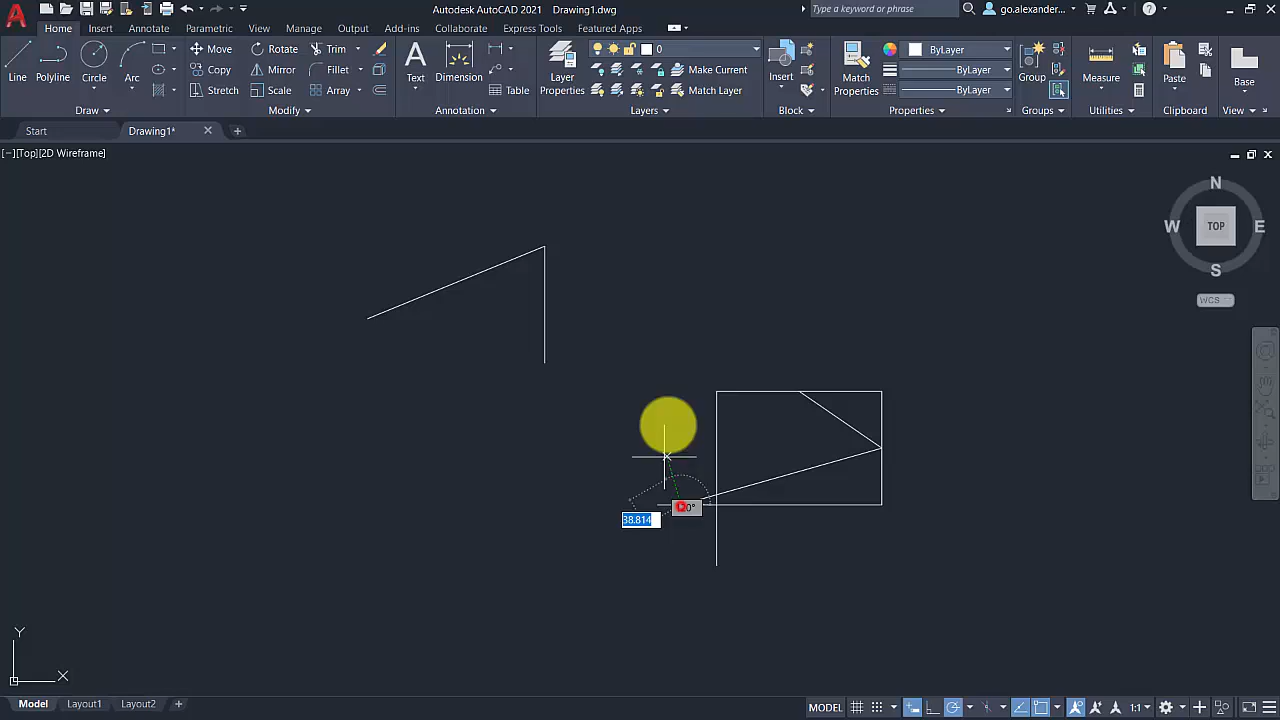 Autodesk AutoCAD 2021 Drawing1.dwg
Type a keyword or phrase
go.alexander...
Home Insert Annotate Parametric View Manage Output Add-ins Collaborate Express Tools Featured Apps
Line Polyline Circle Arc
Move Rotate Trim
Copy Mirror Fillet
Stretch Scale Array
Text Dimension
Table
Layer Properties
0
Make Current
Match Layer
Insert
Match Properties
ByLayer
ByLayer
ByLayer
Group
Measure
Paste
Base
Draw Modify Annotation Layers Block Properties Groups Utilities Clipboard View
Start Drawing1*
[−][Top][2D Wireframe]
N
W TOP E
S
WCS
38.814
0°
Y
X
Model Layout1 Layout2
MODEL
1:1